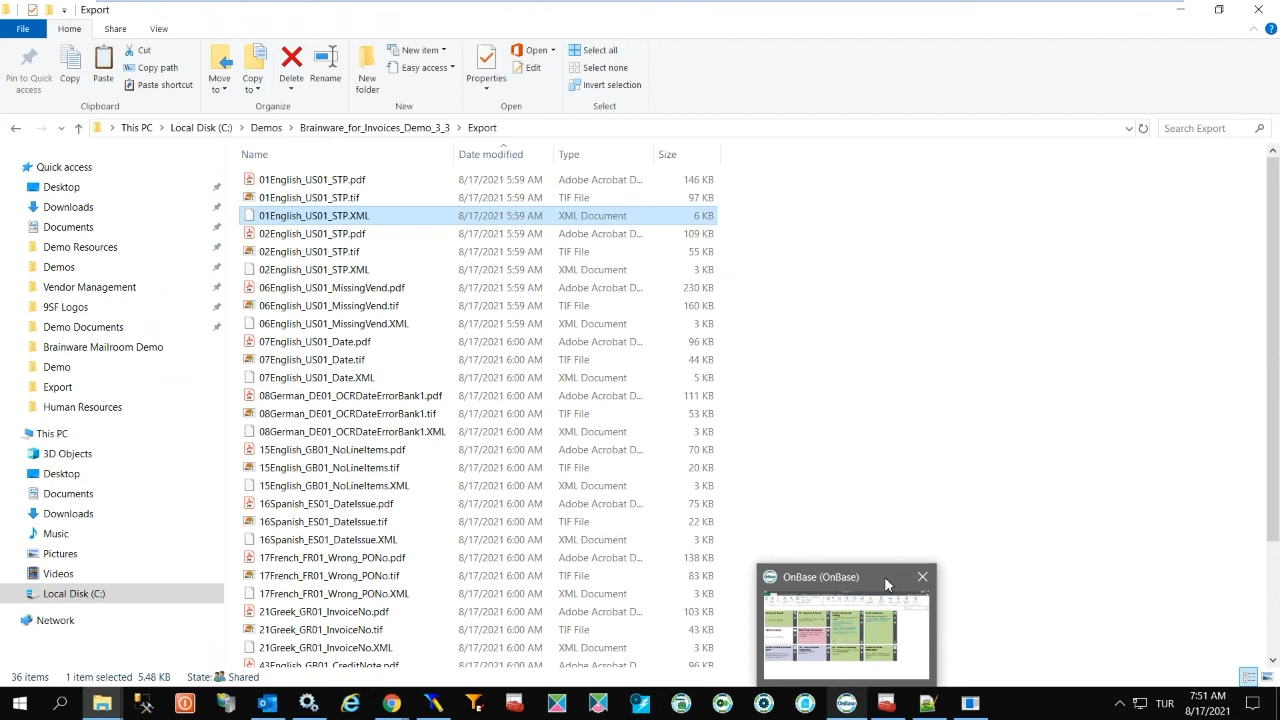 Export
File Home Share View
Pin to Quick access
Copy
Paste
Cut
Copy path
Paste shortcut
Clipboard
Move to
Copy to
Delete
Rename
Organize
New folder
New item
Easy access
New
Properties
Open
Edit
Open
Select all
Select none
Invert selection
Select
This PC Local Disk (C:) Demos Brainware_for_Invoices_Demo_3_3 Export
Search Export
Quick access
Desktop
Downloads
Documents
Demo Resources
Demos
Vendor Management
9SF Logos
Demo Documents
Brainware Mailroom Demo
Demo
Export
Human Resources
This PC
3D Objects
Desktop
Documents
Downloads
Music
Pictures
Videos
Local Disk (C:)
Network
Name Date modified Type Size
01English_US01_STP.pdf 8/17/2021 5:59 AM Adobe Acrobat D... 146 KB
01English_US01_STP.tif 8/17/2021 5:59 AM TIF File 97 KB
01English_US01_STP.XML 8/17/2021 5:59 AM XML Document 6 KB
02English_US01_STP.pdf 8/17/2021 5:59 AM Adobe Acrobat D... 109 KB
02English_US01_STP.tif 8/17/2021 5:59 AM TIF File 55 KB
02English_US01_STP.XML 8/17/2021 5:59 AM XML Document 3 KB
06English_US01_MissingVend.pdf 8/17/2021 5:59 AM Adobe Acrobat D... 230 KB
06English_US01_MissingVend.tif 8/17/2021 5:59 AM TIF File 160 KB
06English_US01_MissingVend.XML 8/17/2021 5:59 AM XML Document 3 KB
07English_US01_Date.pdf 8/17/2021 6:00 AM Adobe Acrobat D... 96 KB
07English_US01_Date.tif 8/17/2021 6:00 AM TIF File 44 KB
07English_US01_Date.XML 8/17/2021 6:00 AM XML Document 5 KB
08German_DE01_OCRDateErrorBank1.pdf 8/17/2021 6:00 AM Adobe Acrobat D... 111 KB
08German_DE01_OCRDateErrorBank1.tif 8/17/2021 6:00 AM TIF File 53 KB
08German_DE01_OCRDateErrorBank1.XML 8/17/2021 6:00 AM XML Document 3 KB
15English_GB01_NoLineItems.pdf 8/17/2021 6:00 AM Adobe Acrobat D... 70 KB
15English_GB01_NoLineItems.tif 8/17/2021 6:00 AM TIF File 20 KB
15English_GB01_NoLineItems.XML 8/17/2021 6:00 AM XML Document 3 KB
16Spanish_ES01_DateIssue.pdf 8/17/2021 6:00 AM Adobe Acrobat D... 75 KB
16Spanish_ES01_DateIssue.tif 8/17/2021 6:00 AM TIF File 22 KB
16Spanish_ES01_DateIssue.XML 8/17/2021 6:00 AM XML Document 3 KB
17French_FR01_Wrong_PONo.pdf 8/17/2021 6:00 AM Adobe Acrobat D... 138 KB
17French_FR01_Wrong_PONo.tif 8/17/2021 6:00 AM TIF File 83 KB
17French_FR01_Wrong_PONo.XML 8/17/2021 6:00 AM XML Document 3 KB
21Greek_GR01_InvoiceNo.pdf 8/17/2021 6:00 AM Adobe Acrobat D... 103 KB
21Greek_GR01_InvoiceNo.tif 8/17/2021 6:00 AM TIF File 43 KB
21Greek_GR01_InvoiceNo.XML 8/17/2021 6:00 AM XML Document 3 KB
43English_GB01_CreditNote.pdf 8/17/2021 6:00 AM Adobe Acrobat D... 96 KB
OnBase (OnBase)
36 items 1 item selected 5.48 KB State: Shared
TUR
7:51 AM
8/17/2021